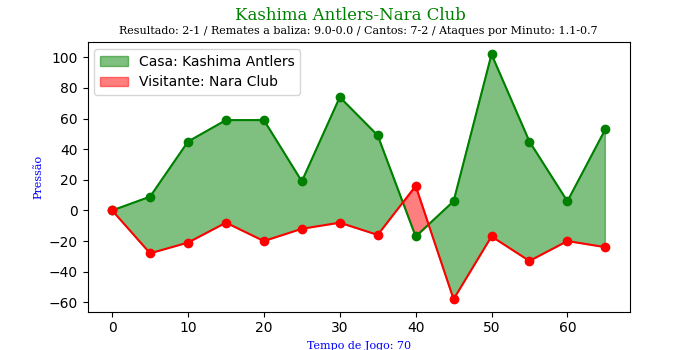 Kashima Antlers-Nara Club
Resultado: 2-1 / Remates a baliza: 9.0-0.0 / Cantos: 7-2 / Ataques por Minuto: 1.1-0.7
Casa: Kashima Antlers
Visitante: Nara Club
Pressão
100
80
60
40
20
0
−20
−40
−60
0 10 20 30 40 50 60
Tempo de Jogo: 70